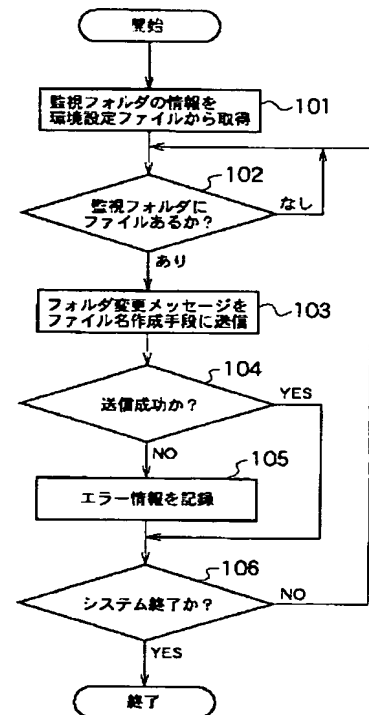 開始
監視フォルダの情報を
環境設定ファイルから取得
101
102
監視フォルダに
ファイルあるか?
なし
あり
フォルダ変更メッセージを
ファイル名作成手段に送信
103
104
送信成功か?
YES
NO
105
エラー情報を記録
106
システム終了か?
NO
YES
終了